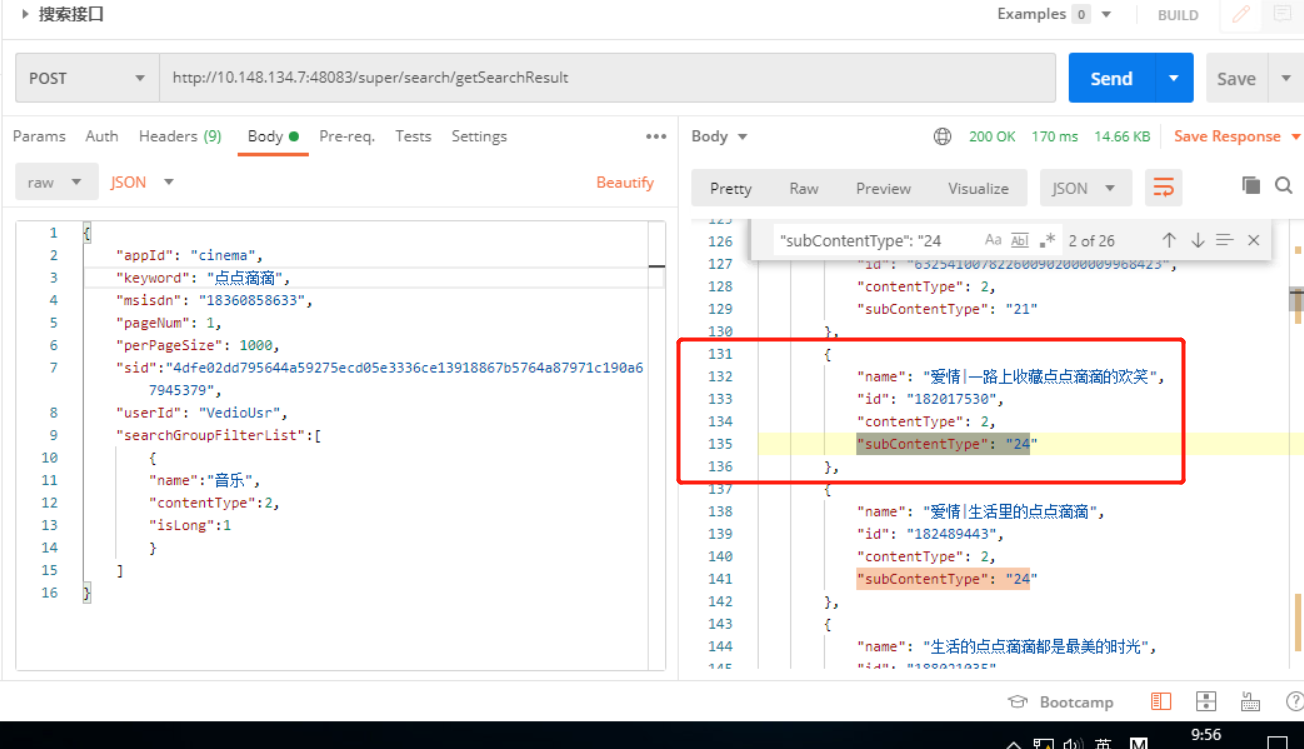 搜索接口
Examples 0
BUILD
POST
http://10.148.134.7:48083/super/search/getSearchResult
Send
Save
Params Auth Headers (9) Body Pre-req. Tests Settings
Body
200 OK 170 ms 14.66 KB Save Response
raw JSON Beautify
Pretty Raw Preview Visualize JSON
1 {
2 "appId": "cinema",
3 "keyword": "点点滴滴",
4 "msisdn": "18360858633",
5 "pageNum": 1,
6 "perPageSize": 1000,
7 "sid":"4dfe02dd795644a59275ecd05e3336ce13918867b5764a87971c190a6
7945379",
8 "userId": "VedioUsr",
9 "searchGroupFilterList":[
10 {
11 "name":"音乐",
12 "contentType":2,
13 "isLong":1
14 }
15 ]
16 }
125
126
"subContentType": "24 Aa Abl .* 2 of 26
127 "id": "632541007822600902000009968423",
128 "contentType": 2,
129 "subContentType": "21"
130 },
131 {
132 "name": "爱情|一路上收藏点点滴滴的欢笑",
133 "id": "182017530",
134 "contentType": 2,
135 "subContentType": "24"
136 },
137 {
138 "name": "爱情|生活里的点点滴滴",
139 "id": "182489443",
140 "contentType": 2,
141 "subContentType": "24"
142 },
143 {
144 "name": "生活的点点滴滴都是最美的时光",
145 "id": "188021035"
Bootcamp
英 M
9:56